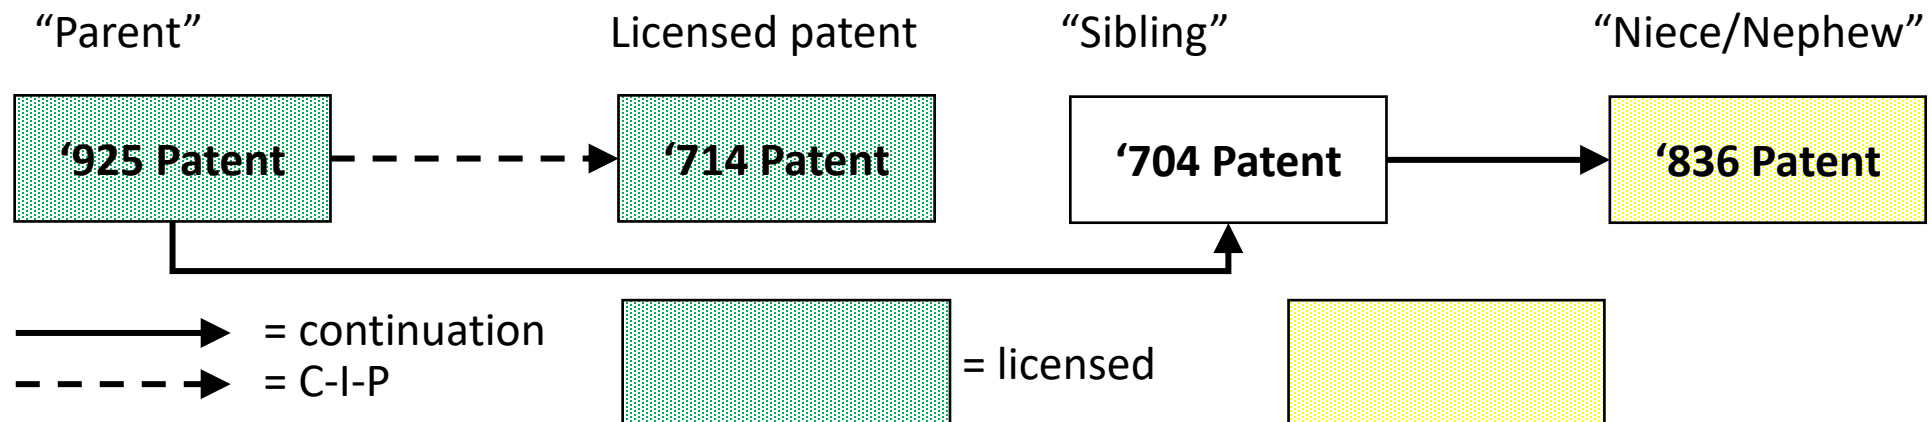 “Parent” Licensed patent “Sibling” “Niece/Nephew”
‘925 Patent ‘714 Patent ‘704 Patent ‘836 Patent
= continuation
= C-I-P
= licensed